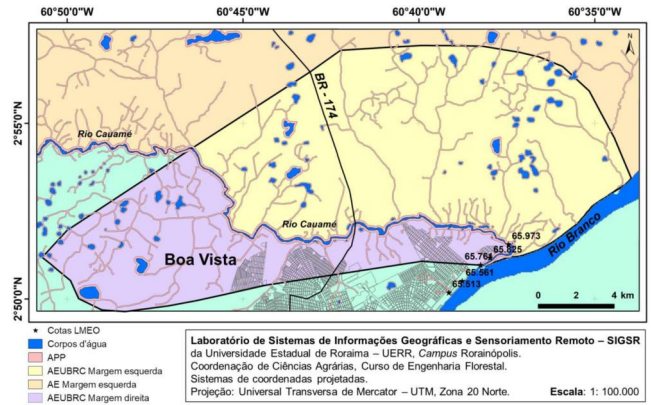 60°50'0"W 60°45'0"W 60°40'0"W 60°35'0"W
N
BR - 174
2°55'0"N
Rio Cauamé
Rio Cauamé
65.973
Rio Branco
65.825
Boa Vista
65.561
65.513
2°50'0"N
0 2 4 km
Cotas LMEO
Corpos d'água
APP
AEUBRC Margem esquerda
AE Margem esquerda
AEUBRC Margem direita
Laboratório de Sistemas de Informações Geográficas e Sensoriamento Remoto – SIGSR
da Universidade Estadual de Roraima – UERR, Campus Rorainópolis.
Coordenação de Ciências Agrárias, Curso de Engenharia Florestal.
Sistemas de coordenadas projetadas.
Projeção: Universal Transversa de Mercator – UTM, Zona 20 Norte. Escala: 1: 100.000